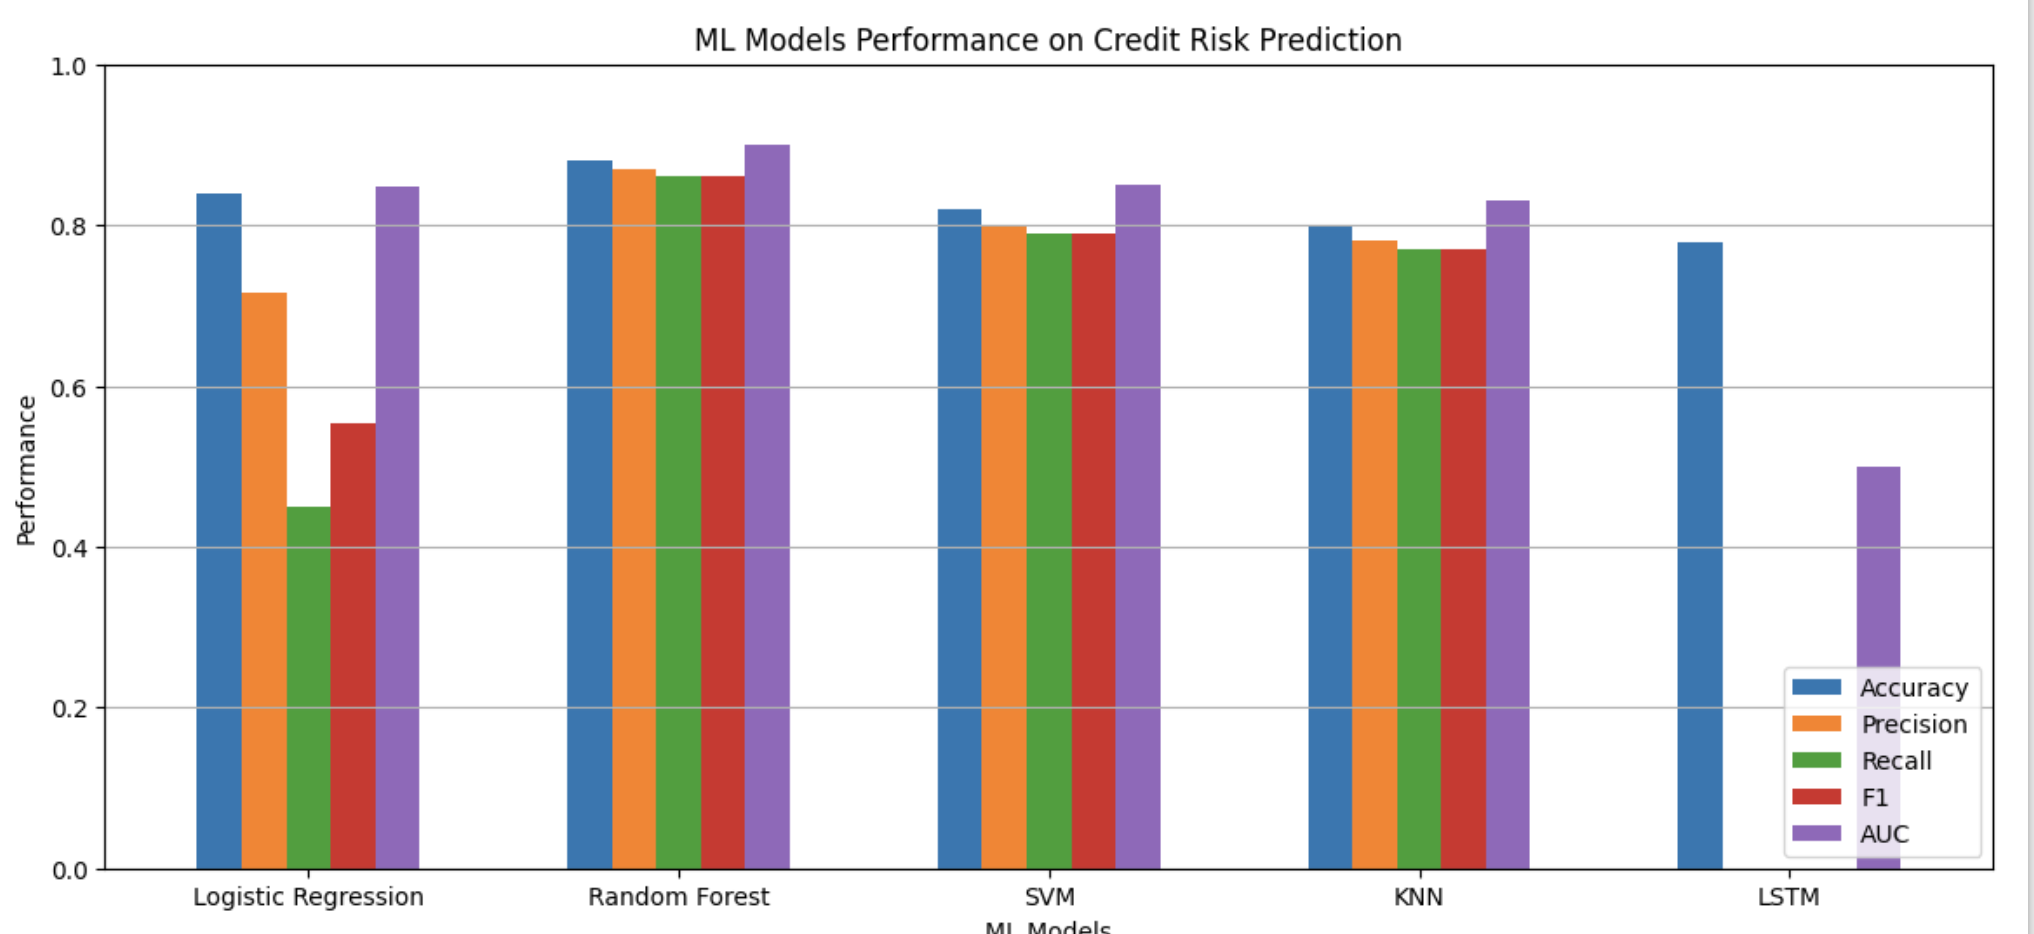 ML Models Performance on Credit Risk Prediction
1.0
0.8
0.6
0.4
0.2
0.0
Performance
Logistic Regression
Random Forest
SVM
KNN
LSTM
ML Models
Accuracy
Precision
Recall
F1
AUC